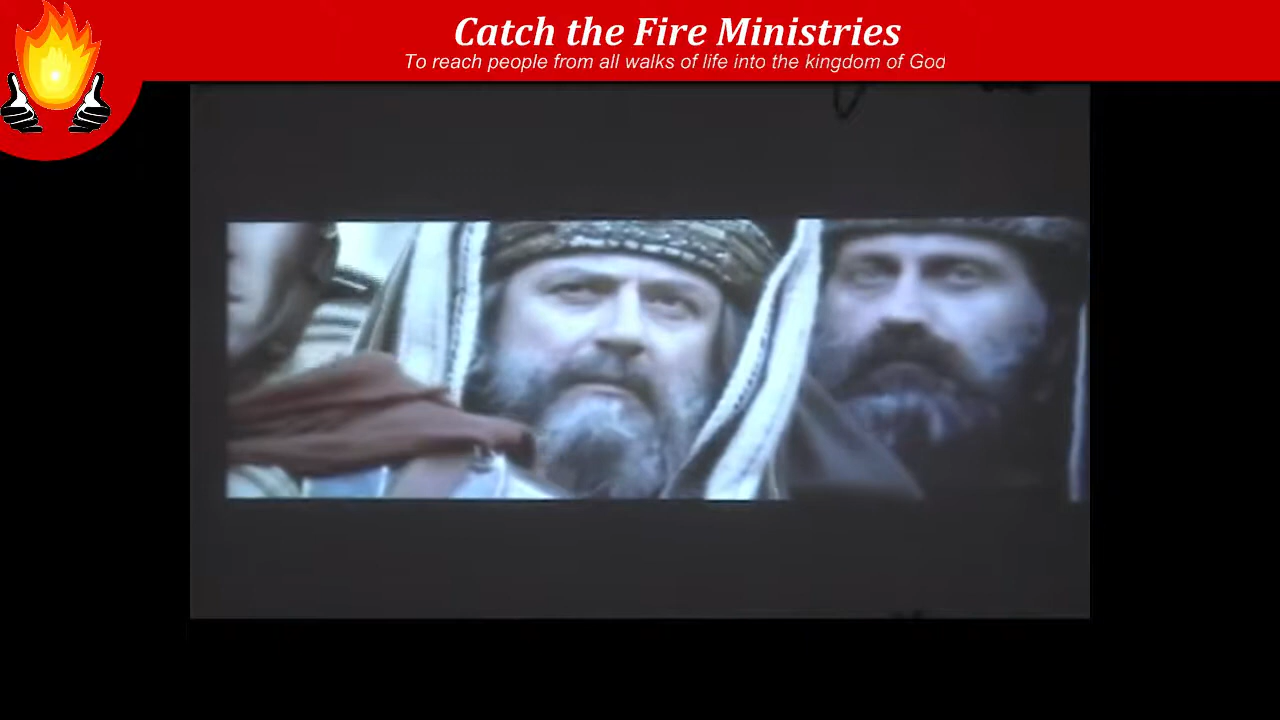 Catch the Fire Ministries
To reach people from all walks of life into the kingdom of God